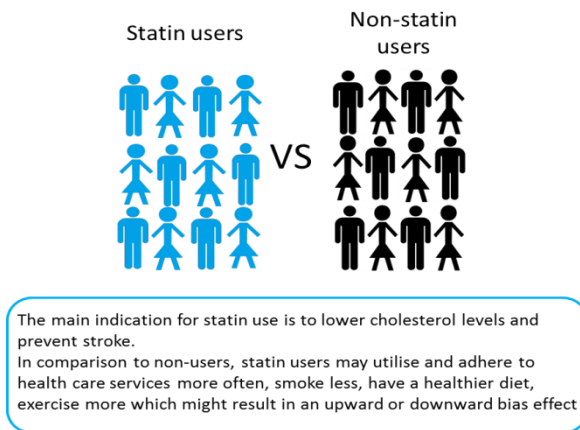 Statin users
Non-statin
users
VS
The main indication for statin use is to lower cholesterol levels and
prevent stroke.
In comparison to non-users, statin users may utilise and adhere to
health care services more often, smoke less, have a healthier diet,
exercise more which might result in an upward or downward bias effect